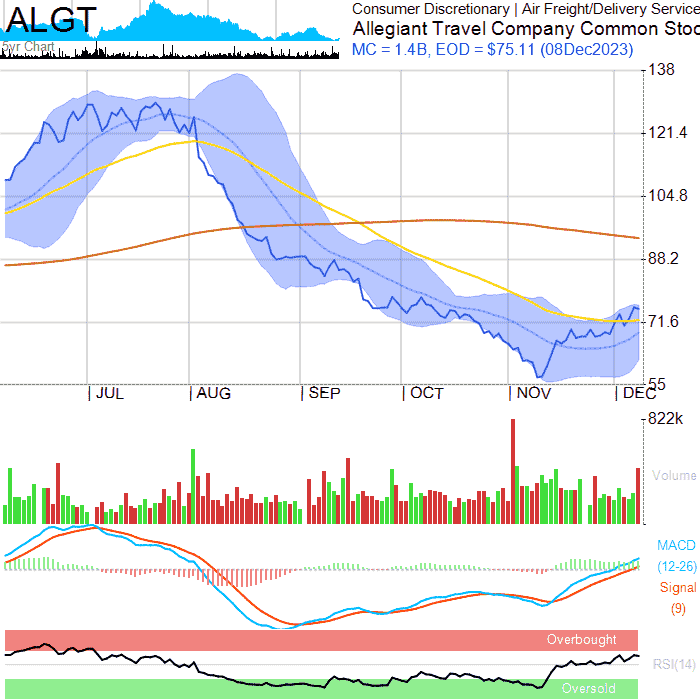 ALGT
5yr Chart
Consumer Discretionary | Air Freight/Delivery Service
Allegiant Travel Company Common Stoc
MC = 1.4B, EOD = $75.11 (08Dec2023)
138
121.4
104.8
88.2
71.6
55
JUL AUG SEP OCT NOV DEC
822k
Volume
MACD
(12-26)
Signal
(9)
Overbought
RSI(14)
Oversold